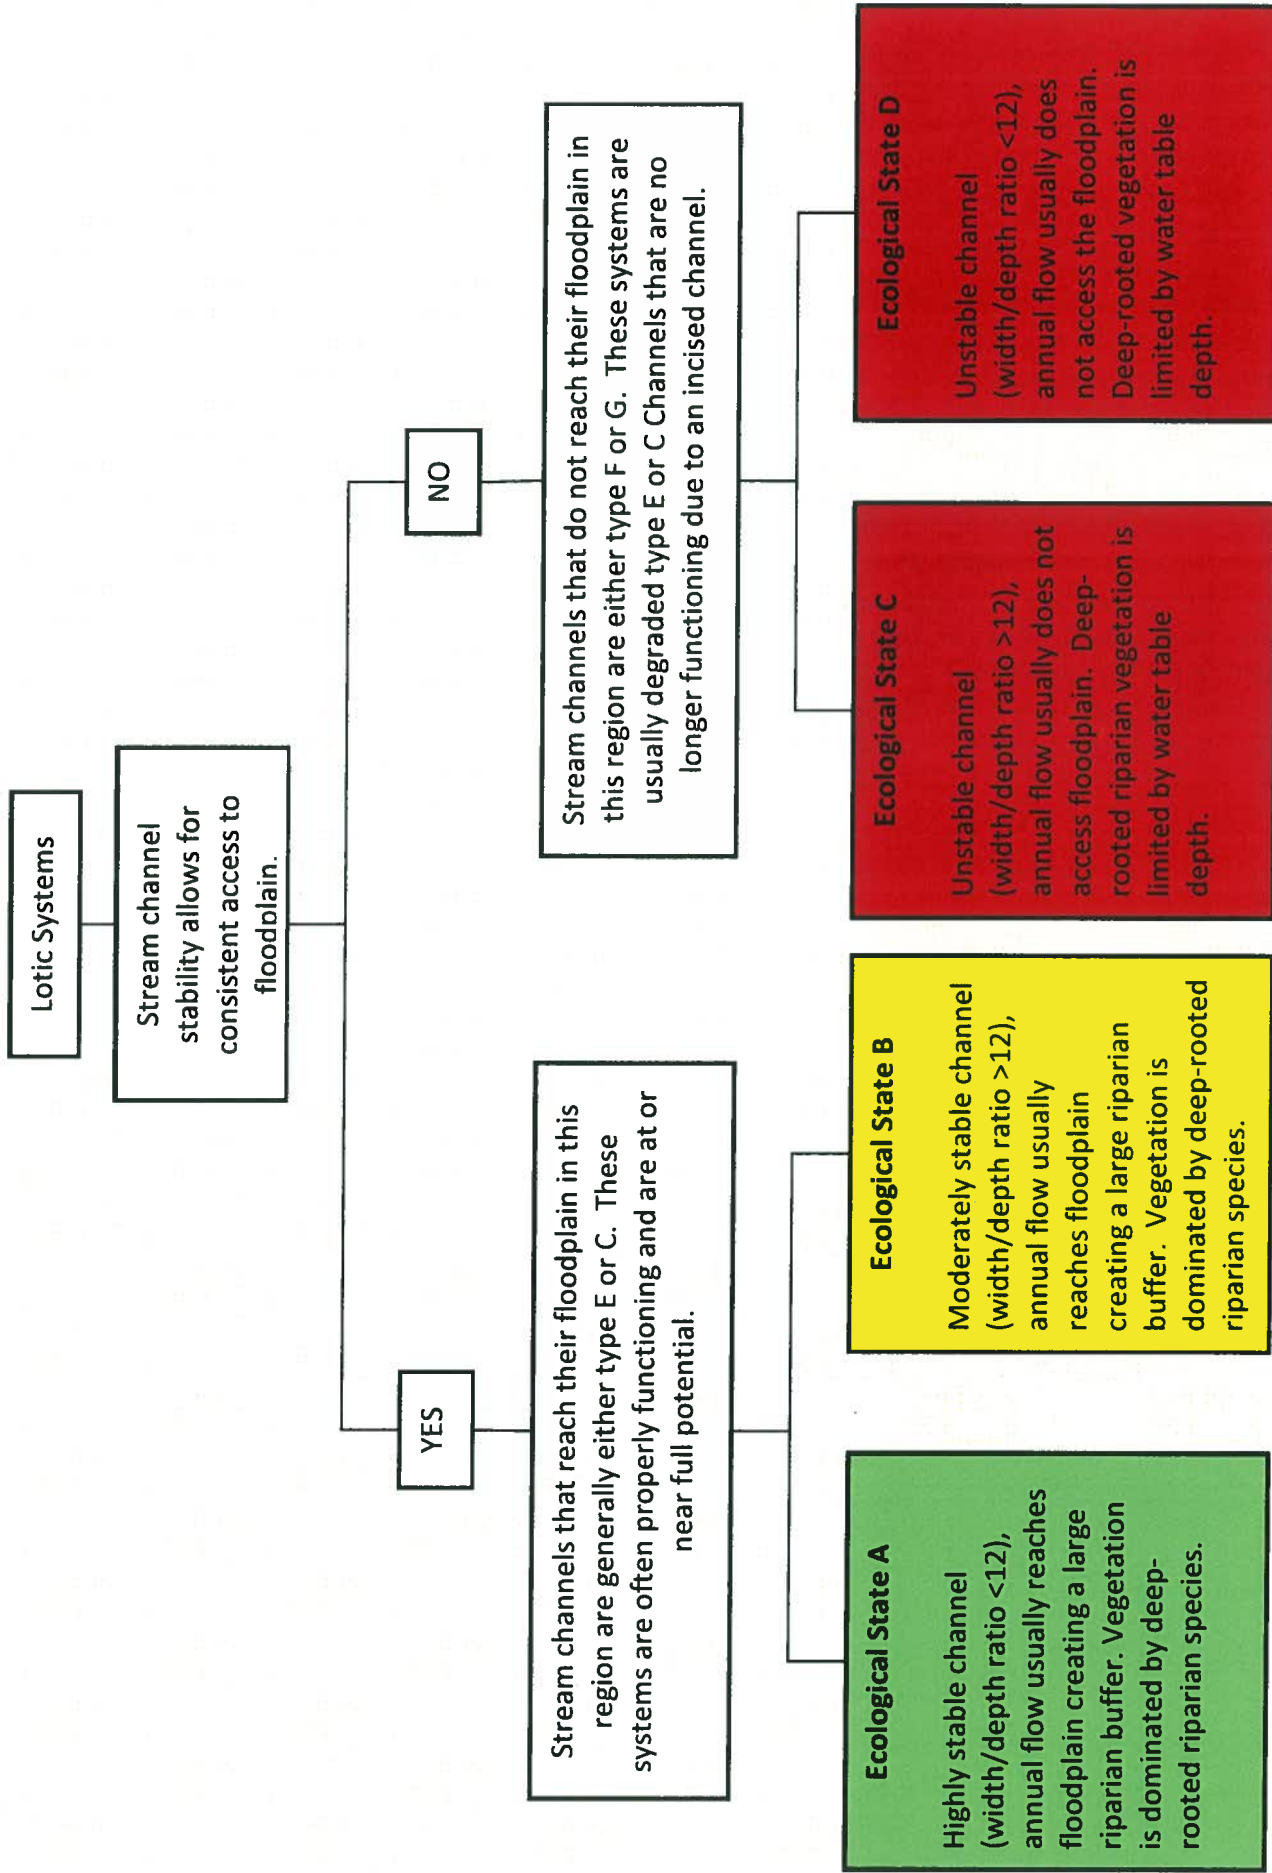 Lotic Systems
Stream channel
stability allows for
consistent access to
floodplain.
YES
NO
Stream channels that reach their floodplain in this
region are generally either type E or C. These
systems are often properly functioning and are at or
near full potential.
Stream channels that do not reach their floodplain in
this region are either type F or G. These systems are
usually degraded type E or C Channels that are no
longer functioning due to an incised channel.
Ecological State A
Highly stable channel
(width/depth ratio <12),
annual flow usually reaches
floodplain creating a large
riparian buffer. Vegetation
is dominated by deep-
rooted riparian species.
Ecological State B
Moderately stable channel
(width/depth ratio >12),
annual flow usually
reaches floodplain
creating a large riparian
buffer. Vegetation is
dominated by deep-rooted
riparian species.
Ecological State C
Unstable channel
(width/depth ratio >12),
annual flow usually does not
access floodplain. Deep-
rooted riparian vegetation is
limited by water table
depth.
Ecological State D
Unstable channel
(width/depth ratio <12),
annual flow usually does
not access the floodplain.
Deep-rooted vegetation is
limited by water table
depth.